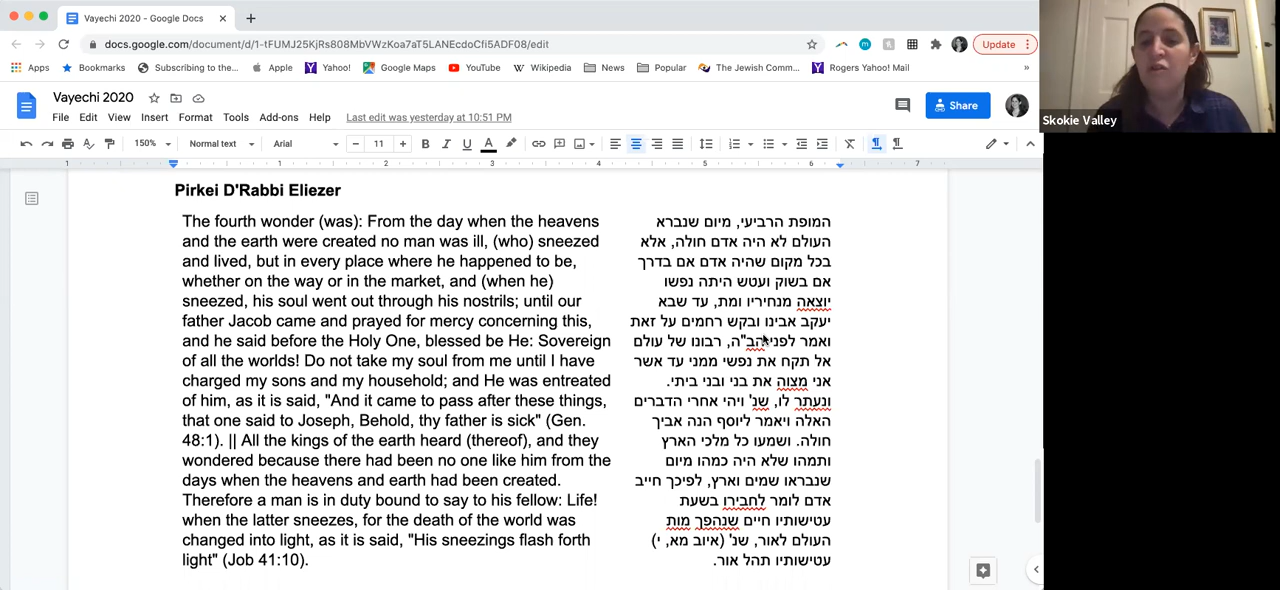 Vayechi 2020 - Google Docs
docs.google.com/document/d/1-tFUMJ25KjRs808MbVWzKoa7aT5LANEcdoCfi5ADF08/edit
Update
Apps Bookmarks Subscribing to the... Apple Yahoo! Google Maps YouTube Wikipedia News Popular The Jewish Comm... Rogers Yahoo! Mail »
Vayechi 2020
Share
File Edit View Insert Format Tools Add-ons Help Last edit was yesterday at 10:51 PM
150% Normal text Arial 11 B I U A
1 1 2 3 4 5 6 7
Skokie Valley
Pirkei D'Rabbi Eliezer
The fourth wonder (was): From the day when the heavens
and the earth were created no man was ill, (who) sneezed
and lived, but in every place where he happened to be,
whether on the way or in the market, and (when he)
sneezed, his soul went out through his nostrils; until our
father Jacob came and prayed for mercy concerning this,
and he said before the Holy One, blessed be He: Sovereign
of all the worlds! Do not take my soul from me until I have
charged my sons and my household; and He was entreated
of him, as it is said, "And it came to pass after these things,
that one said to Joseph, Behold, thy father is sick" (Gen.
48:1). || All the kings of the earth heard (thereof), and they
wondered because there had been no one like him from the
days when the heavens and earth had been created.
Therefore a man is in duty bound to say to his fellow: Life!
when the latter sneezes, for the death of the world was
changed into light, as it is said, "His sneezings flash forth
light" (Job 41:10).
המופת הרביעי, מיום שנברא
העולם לא היה אדם חולה, אלא
בכל מקום שהיה אדם אם בדרך
אם בשוק ועטש היתה נפשו
יוצאה מנחיריו ומת, עד שבא
יעקב אבינו ובקש רחמים על זאת
ואמר לפני הב"ה, רבונו של עולם
אל תקח את נפשי ממני עד אשר
אני מצוה את בני ובני ביתי.
ונעתר לו, שנ' ויהי אחרי הדברים
האלה ויאמר ליוסף הנה אביך
חולה. ושמעו כל מלכי הארץ
ותמהו שלא היה כמהו מיום
שנבראו שמים וארץ, לפיכך חייב
אדם לומר לחבירו בשעת
עטישותיו חיים שנהפך מות
העולם לאור, שנ' (איוב מא, י)
עטישותיו תהל אור.